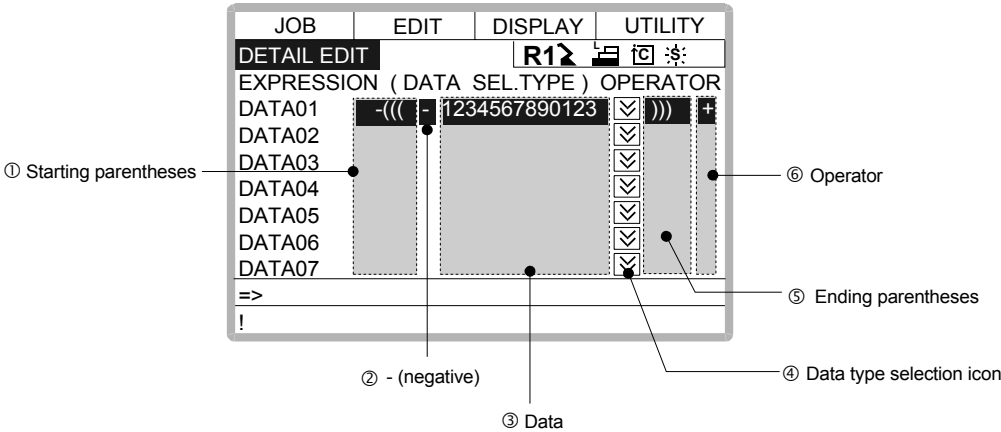 JOB EDIT DISPLAY UTILITY
DETAIL EDIT R1 L C S
EXPRESSION ( DATA SEL.TYPE ) OPERATOR
DATA01 -((( - 1234567890123 ))) +
DATA02
DATA03
① Starting parentheses
⑥ Operator
DATA04
DATA05
DATA06
DATA07
=>
⑤ Ending parentheses
!
② - (negative)
④ Data type selection icon
③ Data